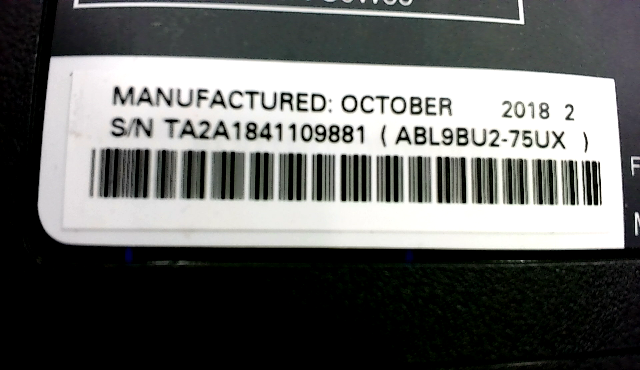 MANUFACTURED: OCTOBER 2018 2
S/N TA2A1841109881 ( ABL9BU2-75UX )